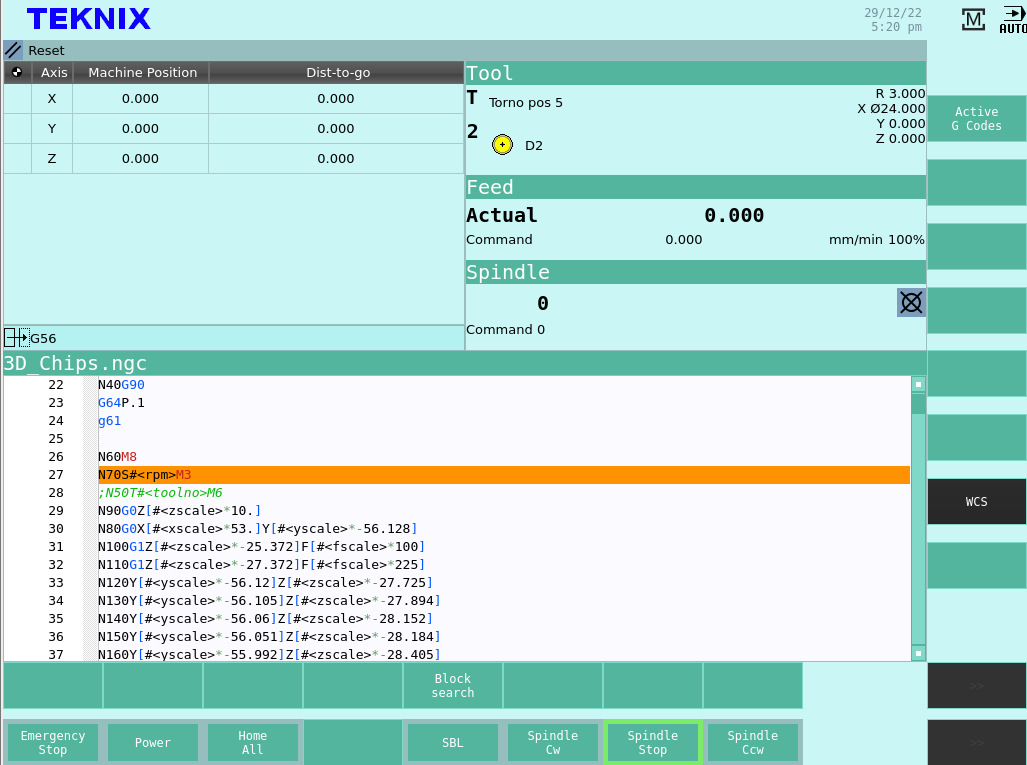 TEKNIX
29/12/22
5:20 pm
M
AUTO
Reset
Axis Machine Position Dist-to-go
X 0.000 0.000
Y 0.000 0.000
Z 0.000 0.000
G56
Tool
T Torno pos 5
2 D2
R 3.000
X Ø24.000
Y 0.000
Z 0.000
Feed
Actual 0.000
Command 0.000 mm/min 100%
Spindle
0
Command 0
3D_Chips.ngc
22 N40G90
23 G64P.1
24 g61
25
26 N60M8
27 N70S#<rpm>M3
28 ;N50T#<toolno>M6
29 N90G0Z[#<zscale>*10.]
30 N80G0X[#<xscale>*53.]Y[#<yscale>*-56.128]
31 N100G1Z[#<zscale>*-25.372]F[#<fscale>*100]
32 N110G1Z[#<zscale>*-27.372]F[#<fscale>*225]
33 N120Y[#<yscale>*-56.12]Z[#<zscale>*-27.725]
34 N130Y[#<yscale>*-56.105]Z[#<zscale>*-27.894]
35 N140Y[#<yscale>*-56.06]Z[#<zscale>*-28.152]
36 N150Y[#<yscale>*-56.051]Z[#<zscale>*-28.184]
37 N160Y[#<yscale>*-55.992]Z[#<zscale>*-28.405]
Active
G Codes
WCS
>>
>>
Block
search
Emergency
Stop
Power
Home
All
SBL
Spindle
Cw
Spindle
Stop
Spindle
Ccw